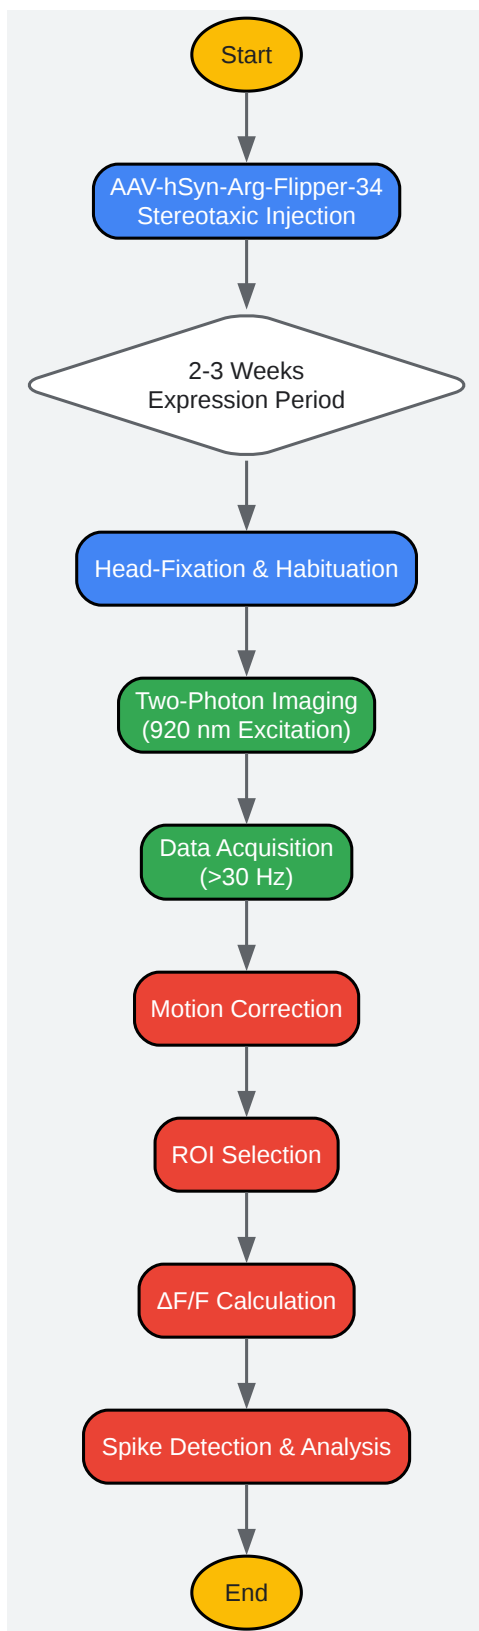 Start
AAV-hSyn-Arg-Flipper-34
Stereotaxic Injection
2-3 Weeks
Expression Period
Head-Fixation & Habituation
Two-Photon Imaging
(920 nm Excitation)
Data Acquisition
(>30 Hz)
Motion Correction
ROI Selection
ΔF/F Calculation
Spike Detection & Analysis
End